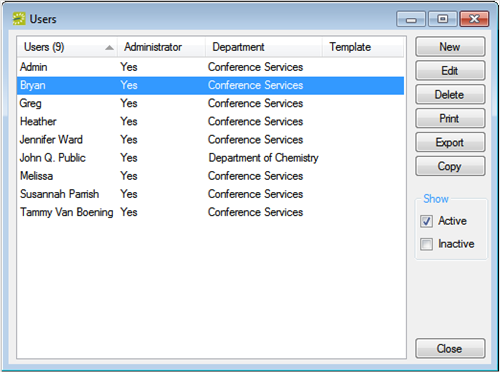 Users
Users (9) Administrator Department Template
Admin Yes Conference Services
Bryan Yes Conference Services
Greg Yes Conference Services
Heather Yes Conference Services
Jennifer Ward Yes Conference Services
John Q. Public Yes Department of Chemistry
Melissa Yes Conference Services
Susannah Parrish Yes Conference Services
Tammy Van Boening Yes Conference Services
New
Edit
Delete
Print
Export
Copy
Show
Active
Inactive
Close